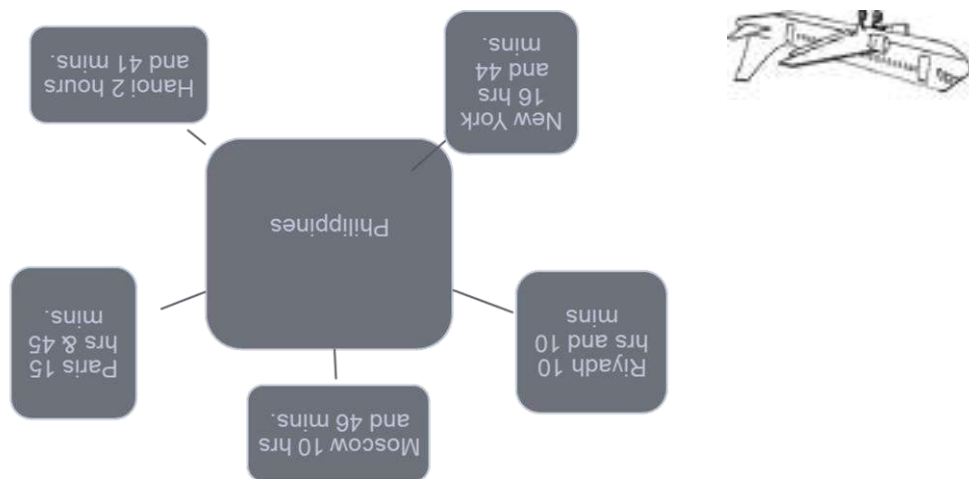 Moscow 10 hrs
and 46 mins.
Riyadh 10
hrs and 10
mins
Paris 15
hrs & 45
mins.
Philippines
New York
16 hrs
and 44
mins.
Hanoi 2 hours
and 41 mins.